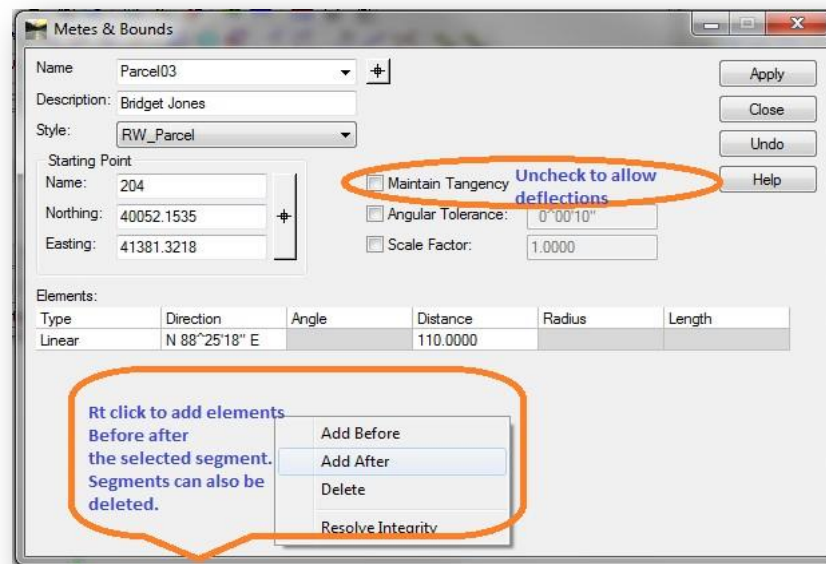 Metes & Bounds
Name
Parcel03
Apply
Description:
Bridget Jones
Close
Style:
RW_Parcel
Undo
Starting Point
Help
Name:
204
Maintain Tangency
Uncheck to allow
deflections
Northing:
40052.1535
Angular Tolerance:
0^00'10"
Easting:
41381.3218
Scale Factor:
1.0000
Elements:
Type Direction Angle Distance Radius Length
Linear N 88^25'18" E 110.0000
Rt click to add elements
Before after
the selected segment.
Segments can also be
deleted.
Add Before
Add After
Delete
Resolve Integrity